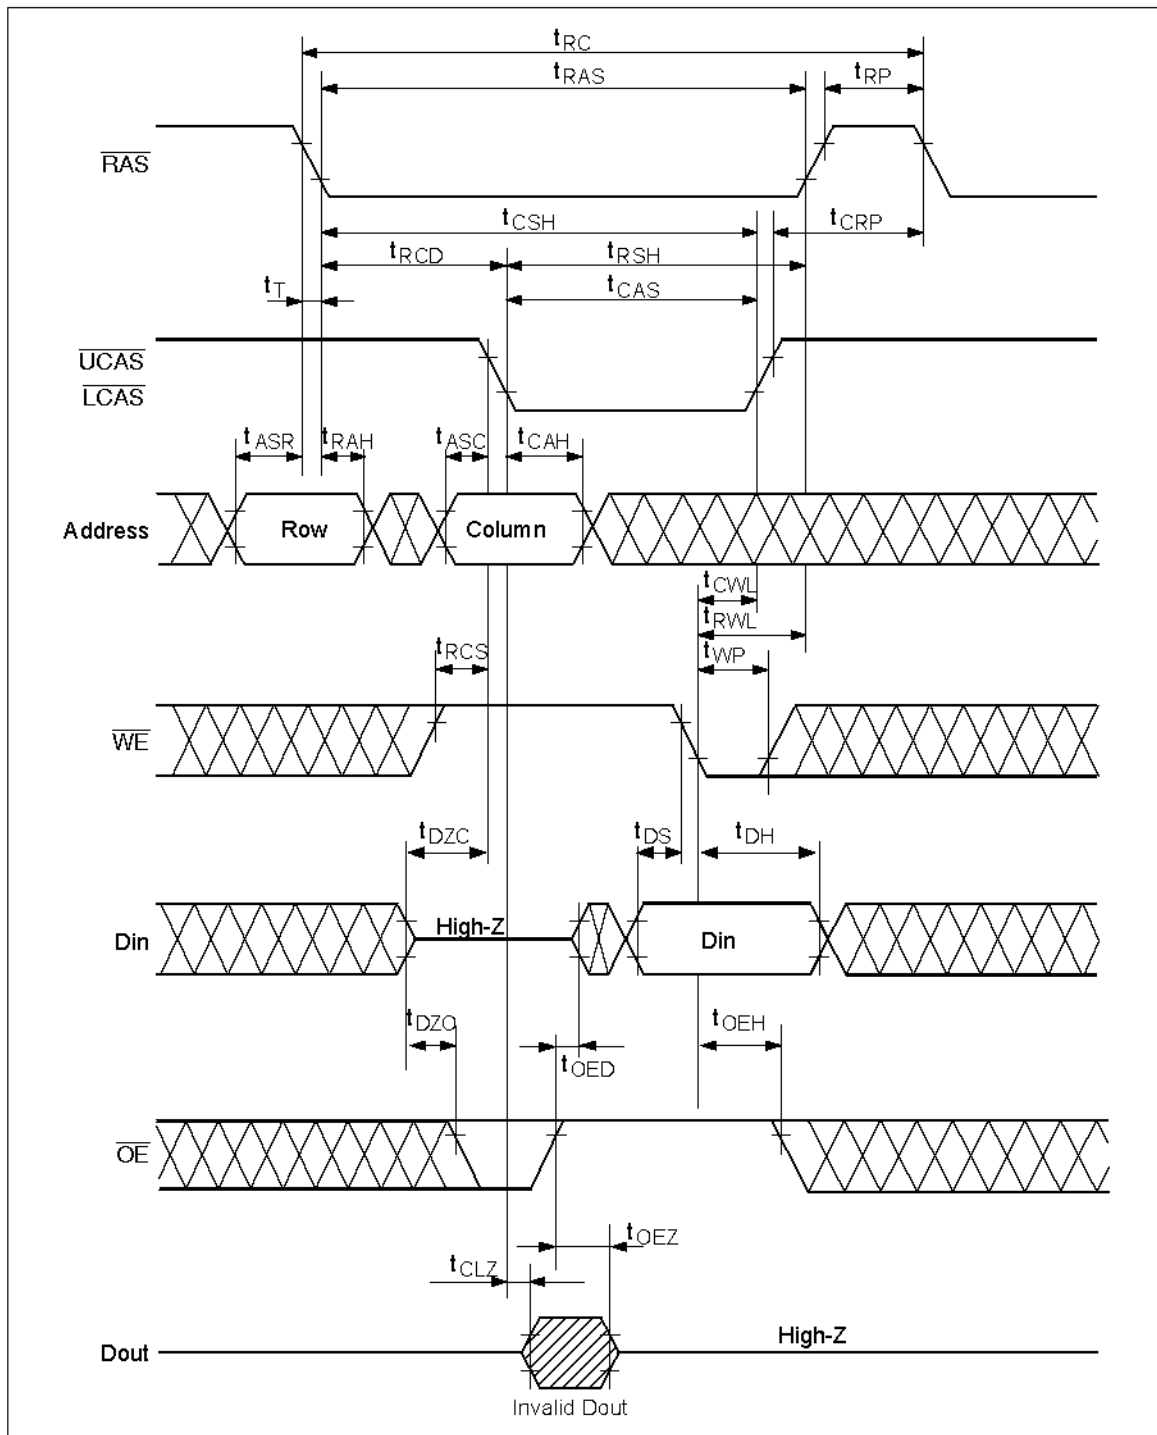 tRC
tRAS
tRP
RAS
tCSH
tCRP
tRCD
tRSH
tT
tCAS
UCAS
LCAS
tASR
tRAH
tASC
tCAH
Address
Row
Column
tCWL
tRWL
tRCS
tWP
WE
tDZC
tDS
tDH
High-Z
Din
Din
tDZO
tOEH
tOED
OE
tOEZ
tCLZ
High-Z
Dout
Invalid Dout